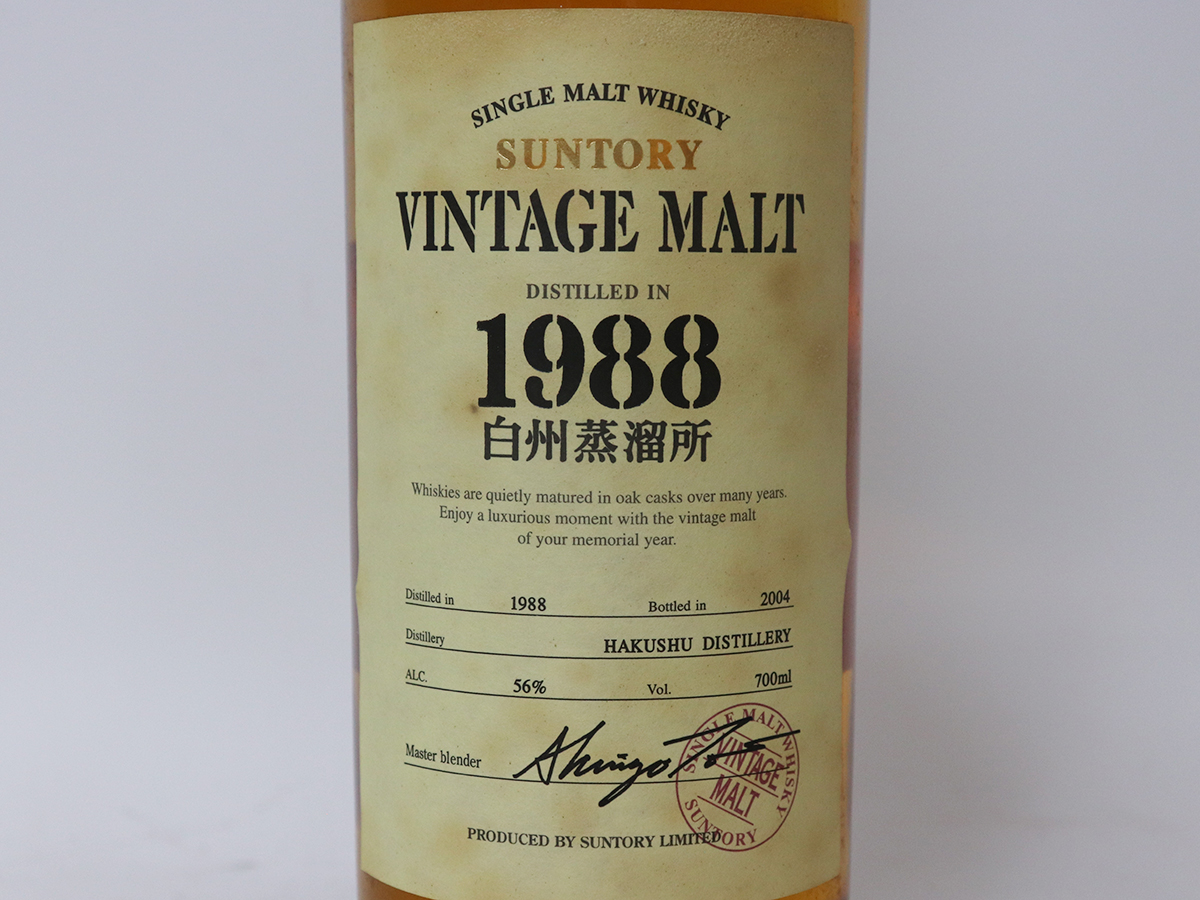 SINGLE MALT WHISKY
SUNTORY
VINTAGE MALT
DISTILLED IN
1988
白州蒸溜所
Whiskies are quietly matured in oak casks over many years.
Enjoy a luxurious moment with the vintage malt
of your memorial year.
Distilled in 1988 Bottled in 2004
Distillery HAKUSHU DISTILLERY
ALC. 56% Vol. 700ml
Master blender
SINGLE MALT WHISKY
VINTAGE
MALT
SUNTORY
PRODUCED BY SUNTORY LIMITED